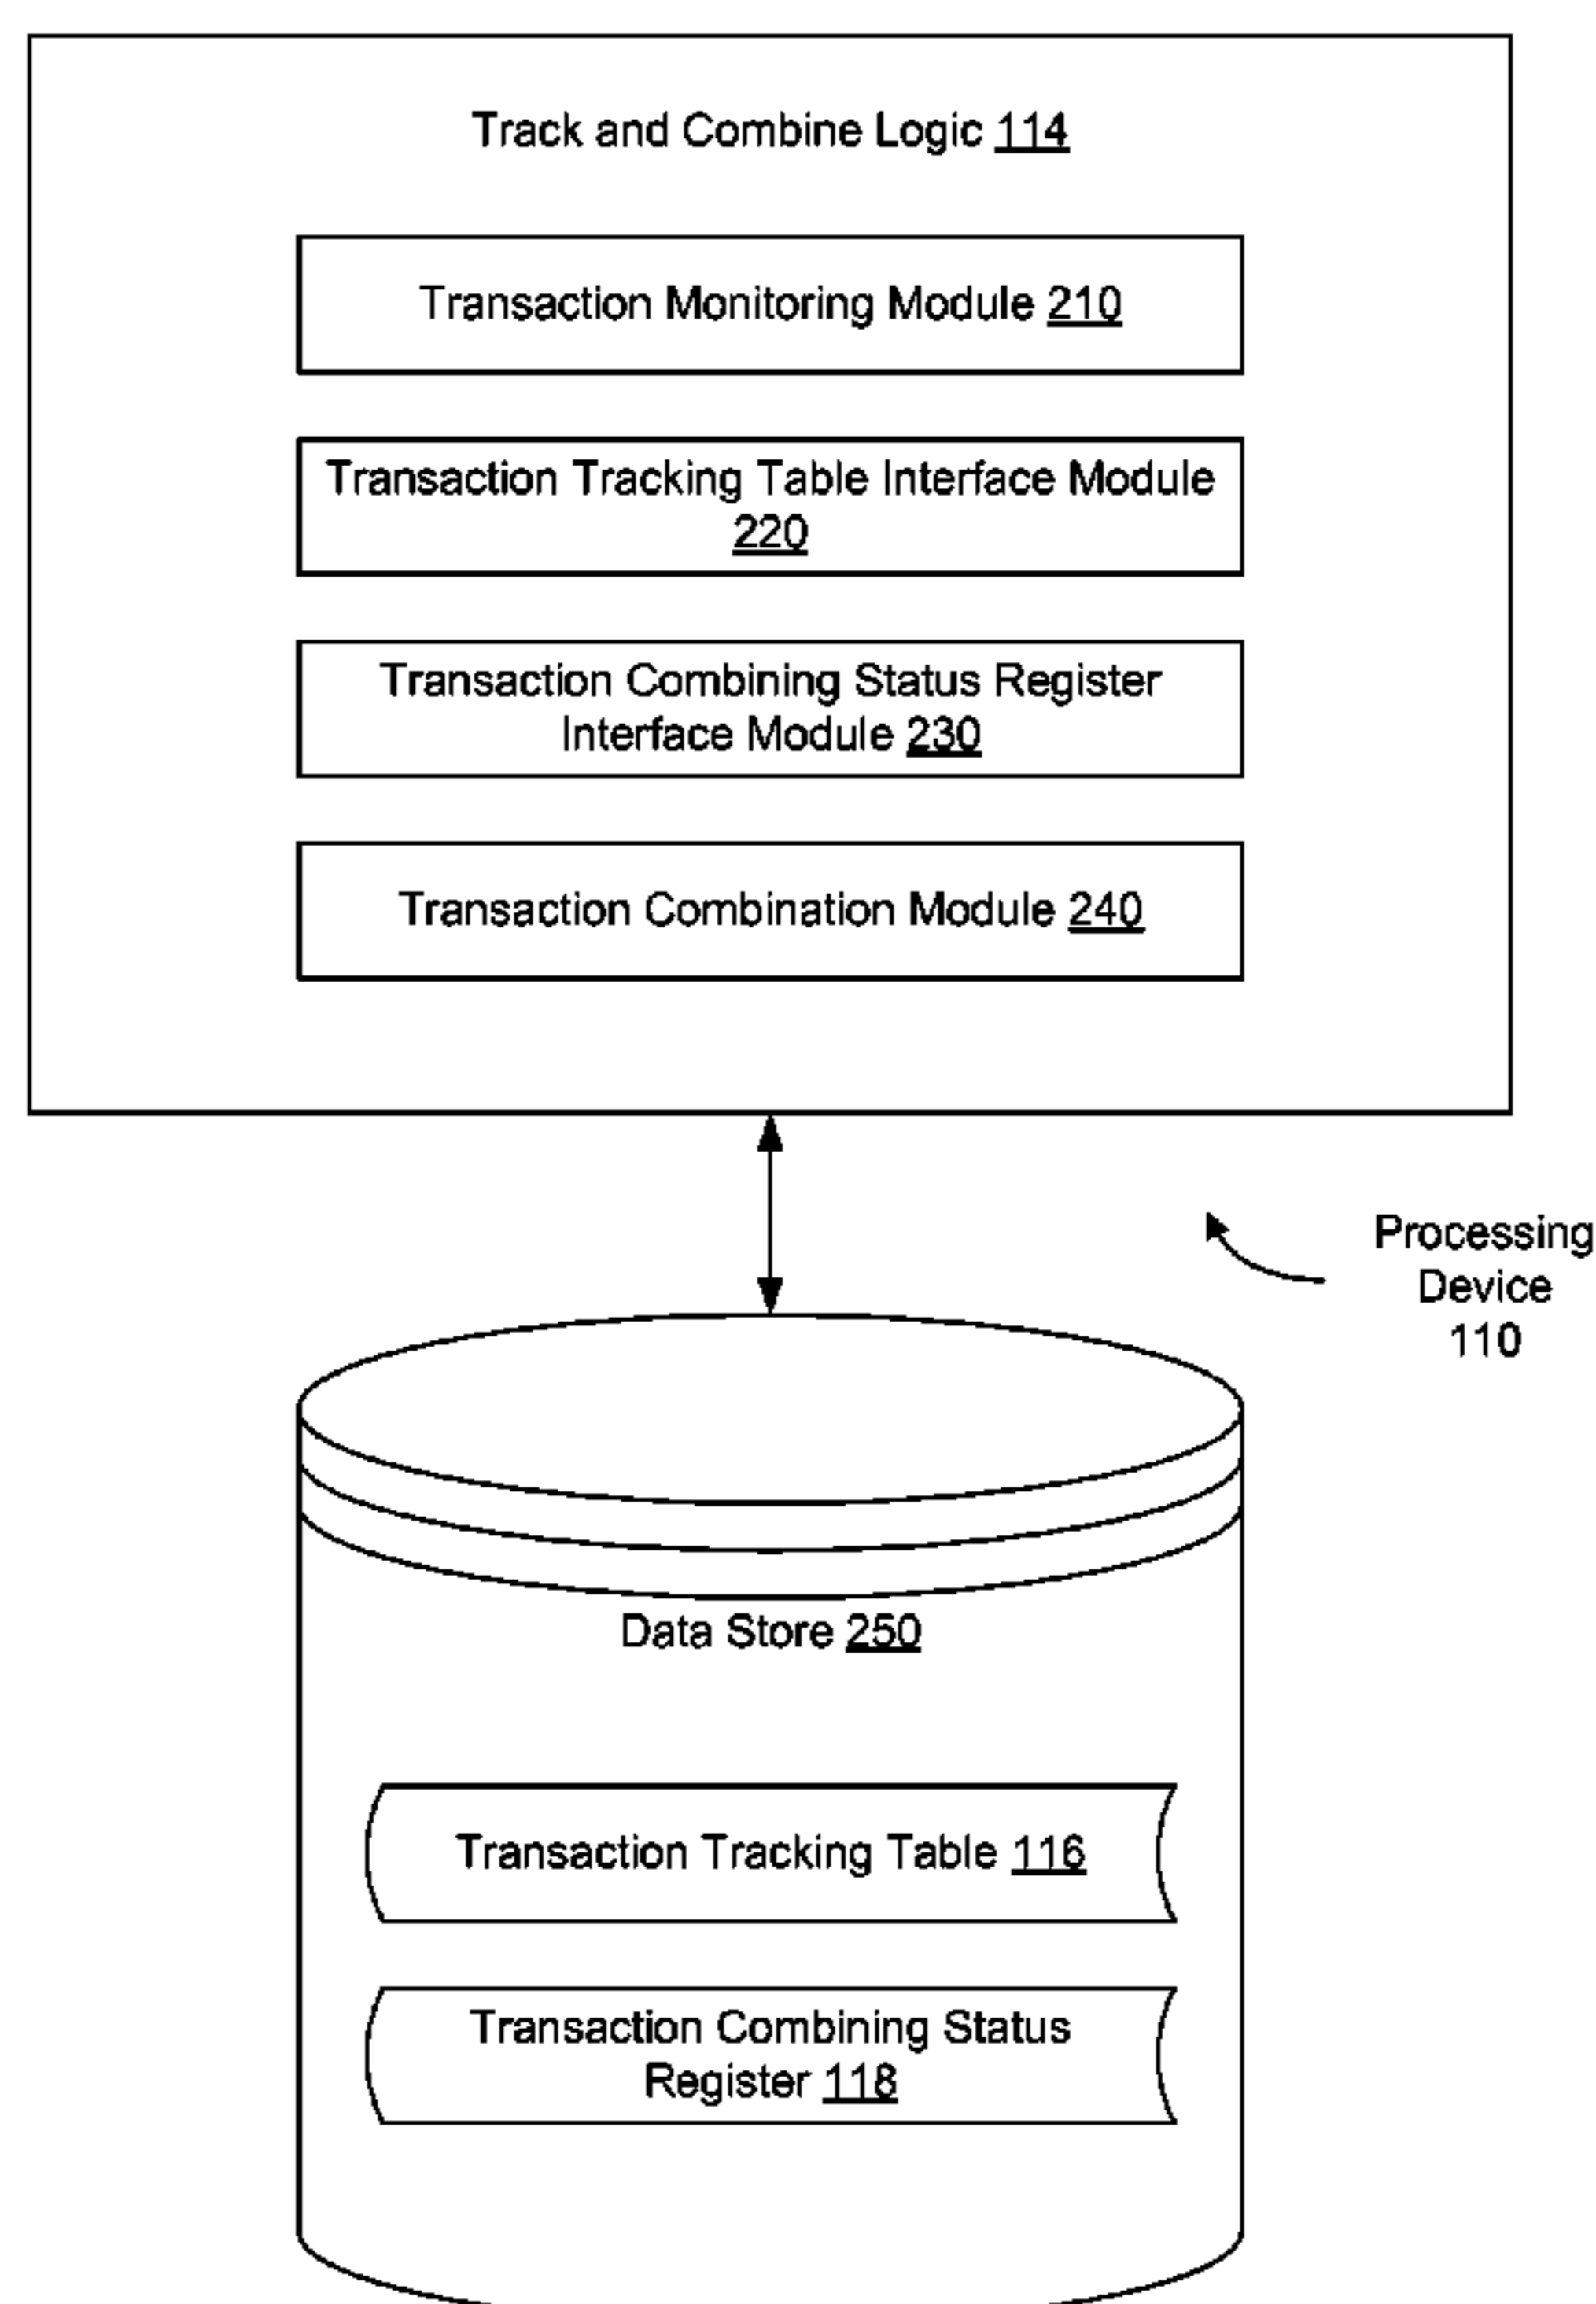 Track and Combine Logic 114
Transaction Monitoring Module 210
Transaction Tracking Table Interface Module
220
Transaction Combining Status Register
Interface Module 230
Transaction Combination Module 240
Processing
Device
110
Data Store 250
Transaction Tracking Table 116
Transaction Combining Status
Register 118